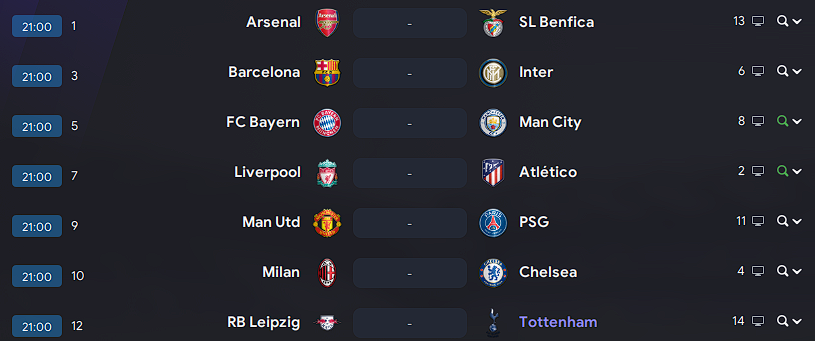 21:00 1 Arsenal - SL Benfica 13
21:00 3 Barcelona - Inter 6
21:00 5 FC Bayern - Man City 8
21:00 7 Liverpool - Atlético 2
21:00 9 Man Utd - PSG 11
21:00 10 Milan - Chelsea 4
21:00 12 RB Leipzig - Tottenham 14